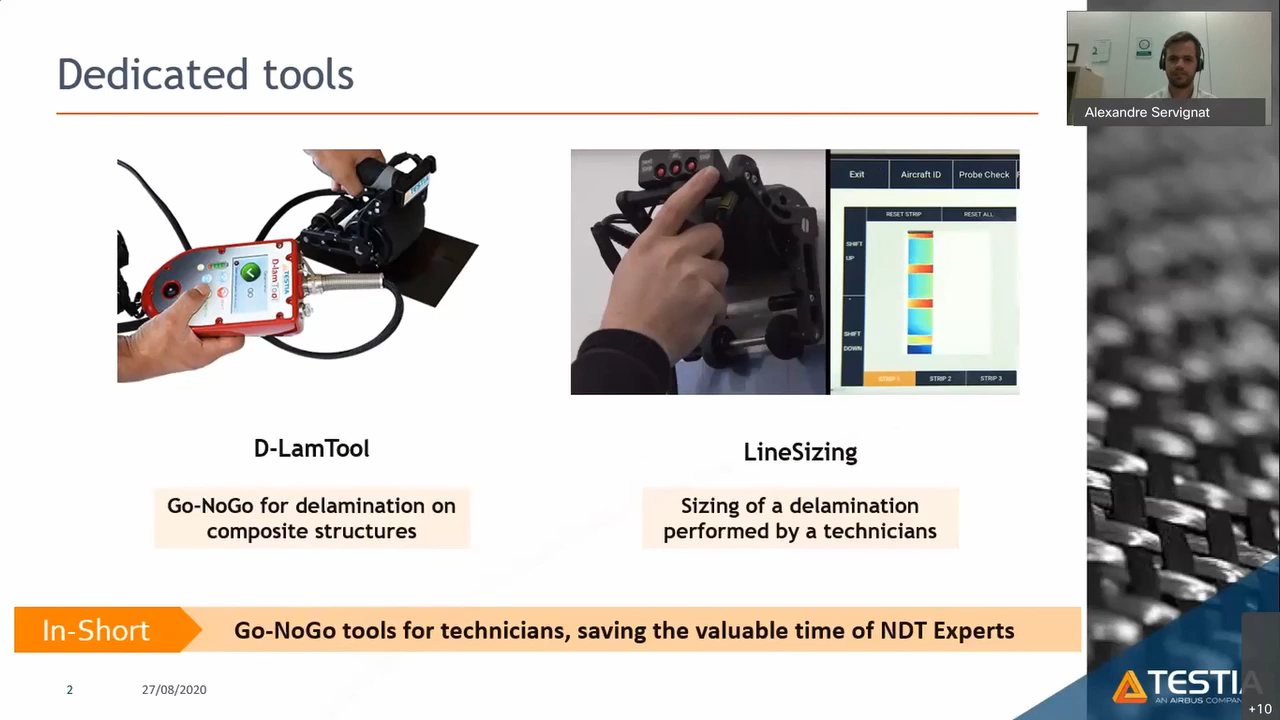 Dedicated tools
Alexandre Servignat
TESTIA
D-lamTool
Exit
Aircraft ID
Probe Check
RESET STRIP
RESET ALL
SHIFT
UP
SHIFT
DOWN
STRIP 1
STRIP 2
STRIP 3
D-LamTool
LineSizing
Go-NoGo for delamination on
composite structures
Sizing of a delamination
performed by a technicians
In-Short
Go-NoGo tools for technicians, saving the valuable time of NDT Experts
2
27/08/2020
TESTIA
AN AIRBUS COMPAN
+10